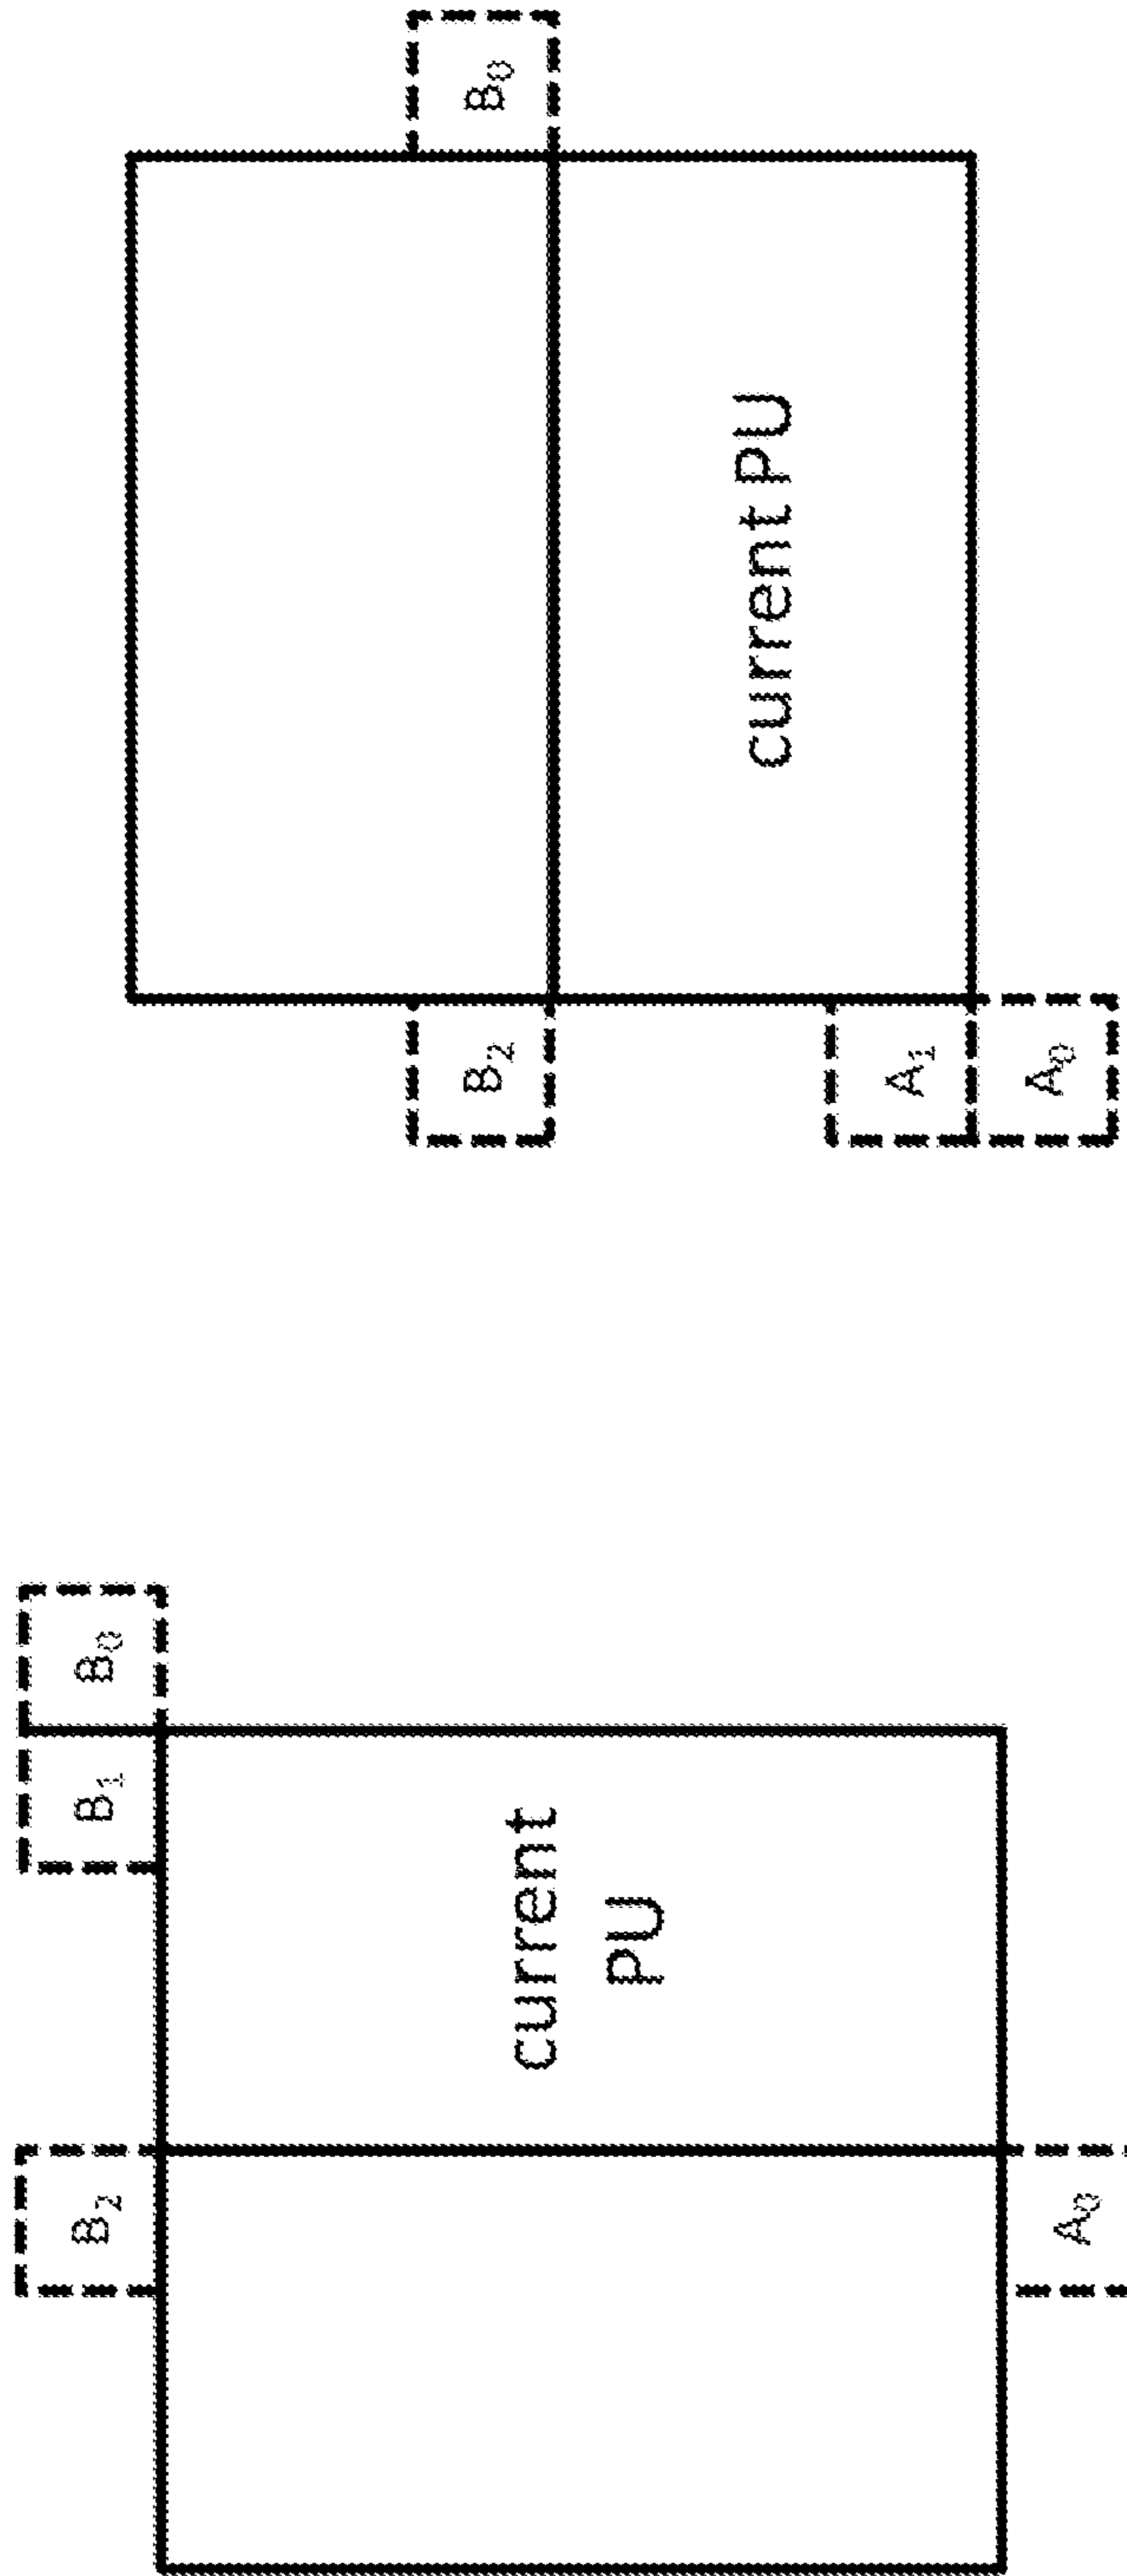 B₂
B₁
B₀
current
PU
A₀
B₂
B₀
current PU
A₁
A₀